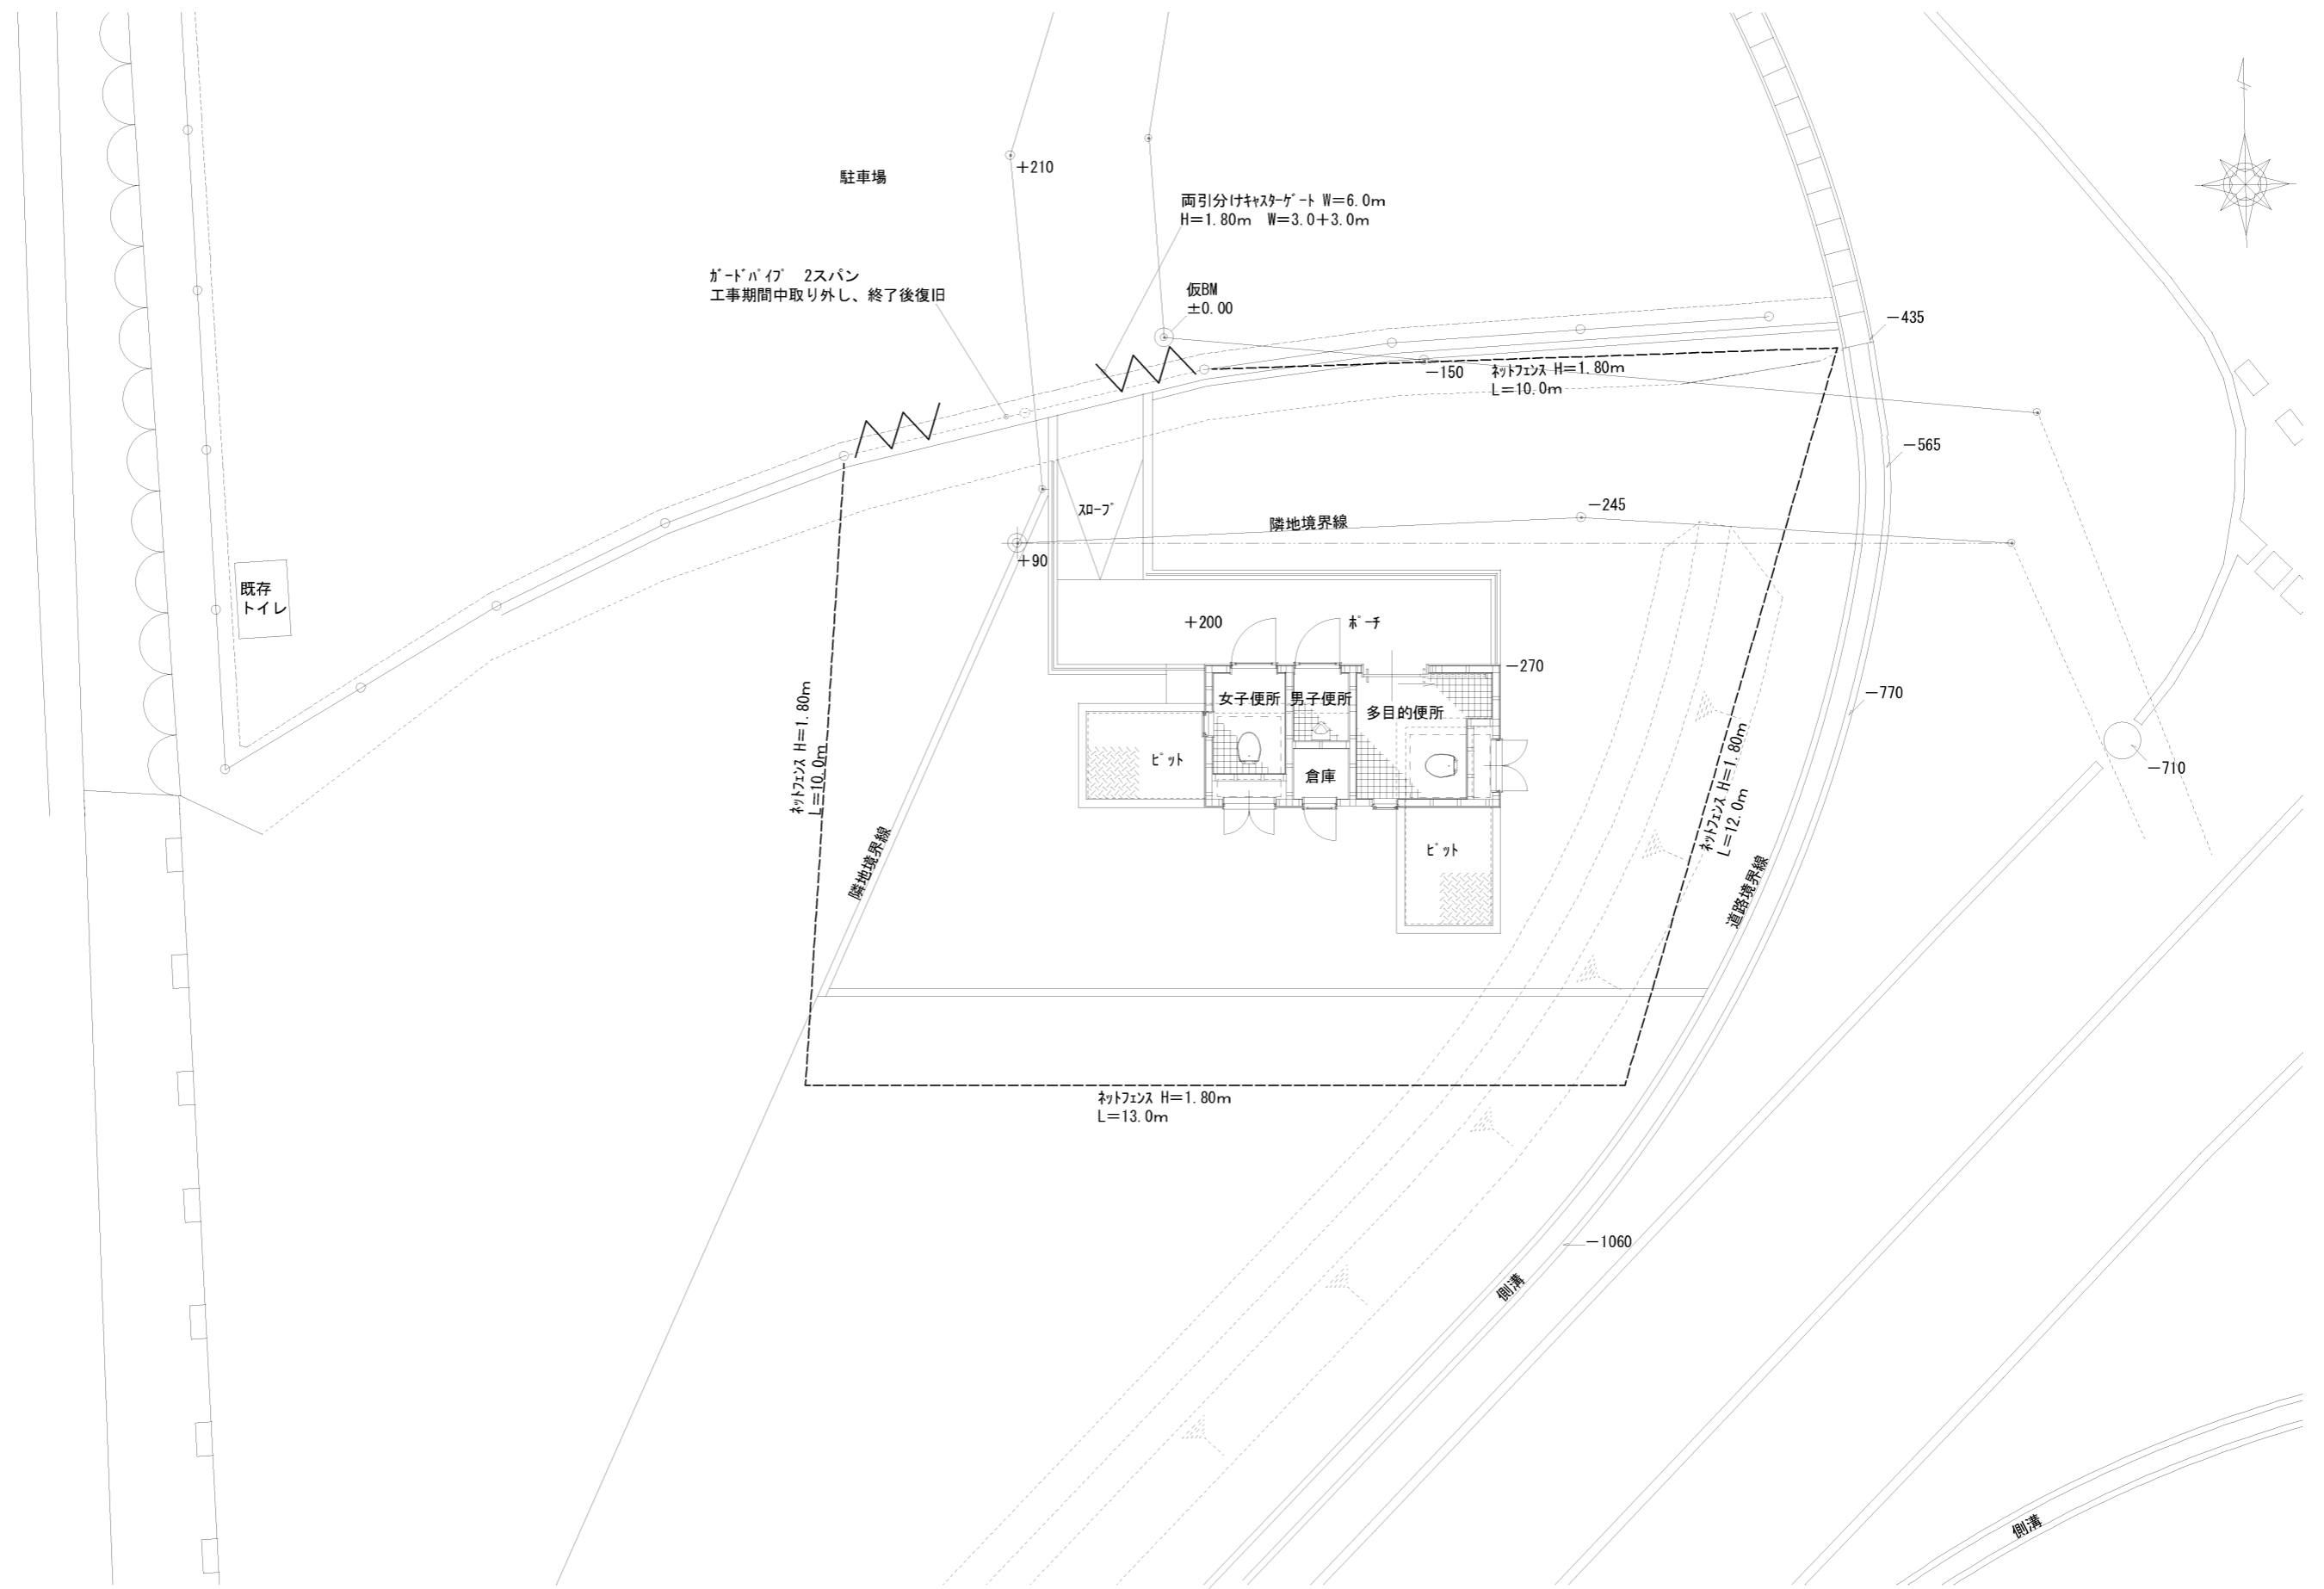 駐車場
+210
両引分けｷｬｽﾀｰｹﾞｰﾄ W=6.0m
H=1.80m W=3.0+3.0m
ｶﾞｰﾄﾞﾊﾟｲﾌﾟ 2スパン
工事期間中取り外し、終了後復旧
仮BM
±0.00
-435
-150
ﾈｯﾄﾌｪﾝｽ H=1.80m
L=10.0m
-565
ｽﾛｰﾌﾟ
-245
隣地境界線
+90
既存
トイレ
+200
ﾎﾟｰﾁ
-270
女子便所
男子便所
多目的便所
-770
ﾈｯﾄﾌｪﾝｽ H=1.80m
L=10.0m
ﾋﾟｯﾄ
倉庫
-710
ﾈｯﾄﾌｪﾝｽ H=1.80m
L=12.0m
隣地境界線
ﾋﾟｯﾄ
道路境界線
ﾈｯﾄﾌｪﾝｽ H=1.80m
L=13.0m
-1060
側溝
側溝